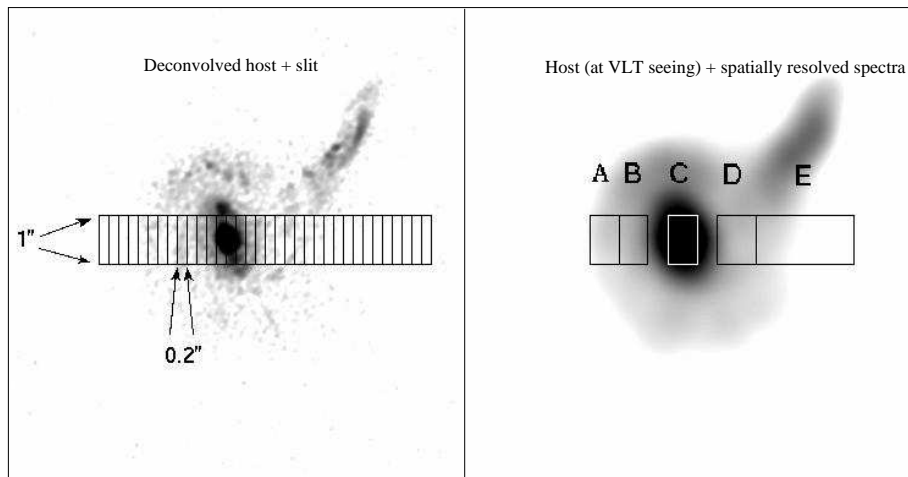 Deconvolved host + slit
1"
0.2"
Host (at VLT seeing) + spatially resolved spectra
A B C D E